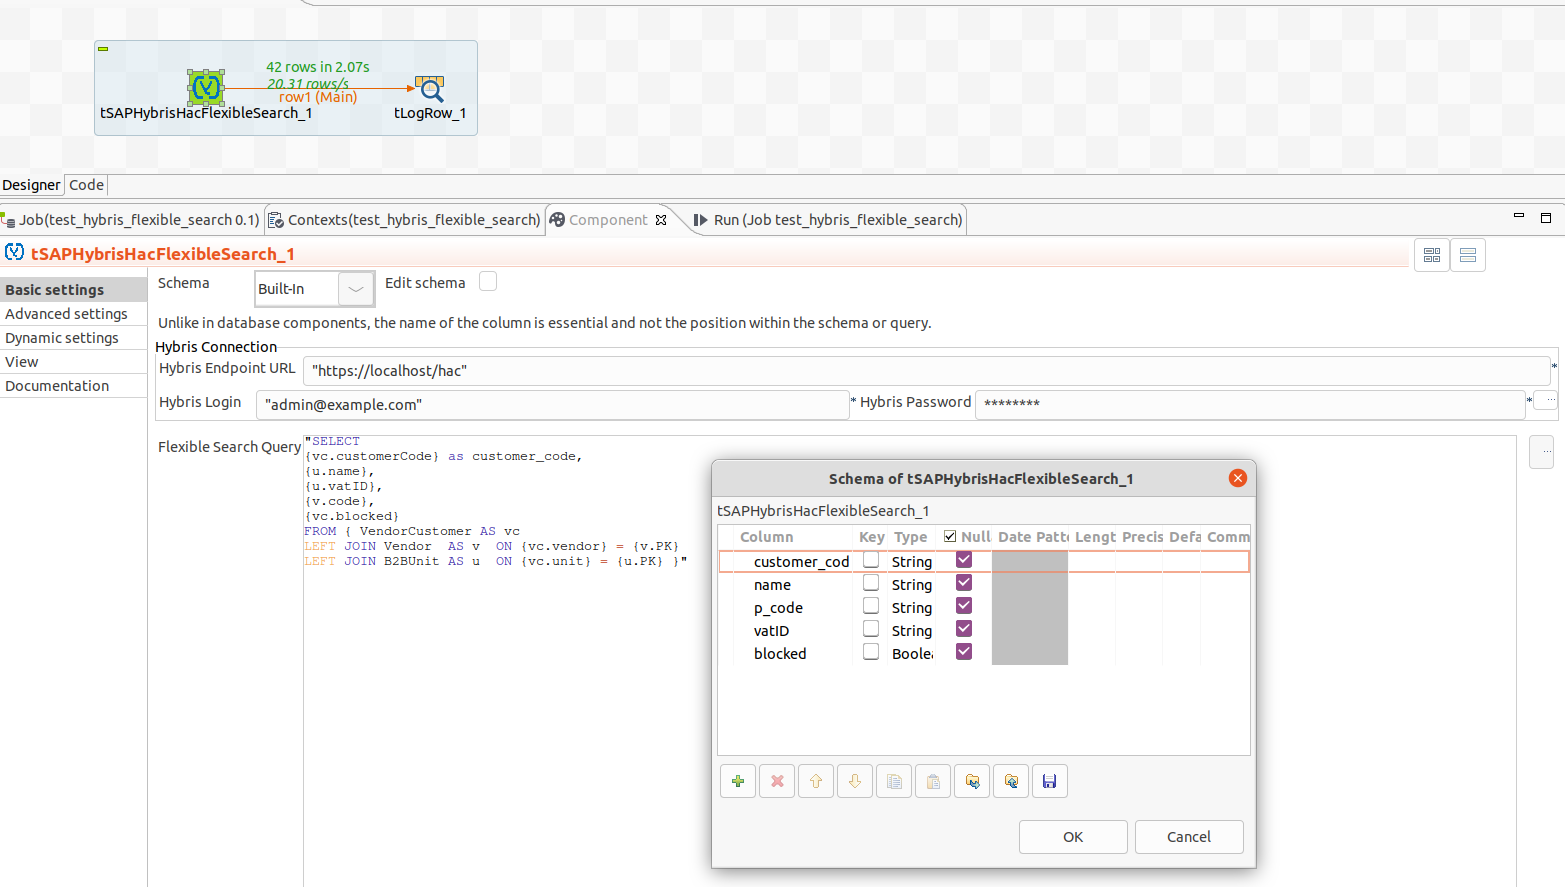 42 rows in 2.07s
20.31 rows/s
row1 (Main)
tSAPHybrisHacFlexibleSearch_1
tLogRow_1
Designer Code
Job(test_hybris_flexible_search 0.1) Contexts(test_hybris_flexible_search) Component Run (Job test_hybris_flexible_search)
tSAPHybrisHacFlexibleSearch_1
Basic settings
Advanced settings
Dynamic settings
View
Documentation
Schema Built-In Edit schema
Unlike in database components, the name of the column is essential and not the position within the schema or query.
Hybris Connection
Hybris Endpoint URL "https://localhost/hac" *
Hybris Login "admin@example.com" * Hybris Password ******** * ...
Flexible Search Query ...
"SELECT
{vc.customerCode} as customer_code,
{u.name},
{u.vatID},
{v.code},
{vc.blocked}
FROM { VendorCustomer AS vc
LEFT JOIN Vendor  AS v  ON {vc.vendor} = {v.PK}
LEFT JOIN B2BUnit AS u  ON {vc.unit} = {u.PK} }"
Schema of tSAPHybrisHacFlexibleSearch_1
tSAPHybrisHacFlexibleSearch_1
Column Key Type Null Date Patt Lengt Precis Defa Comm
customer_cod String
name String
p_code String
vatID String
blocked Boole
OK Cancel